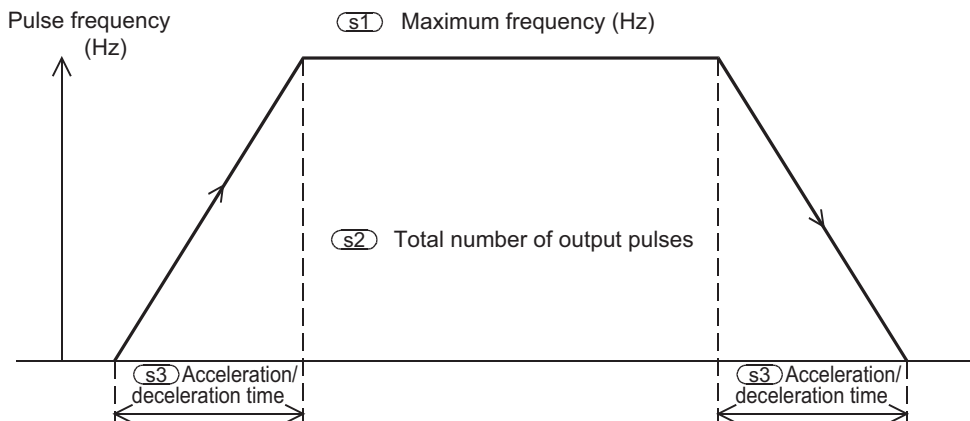 Pulse frequency
(Hz)
s1 Maximum frequency (Hz)
s2 Total number of output pulses
s3 Acceleration/
deceleration time
s3 Acceleration/
deceleration time